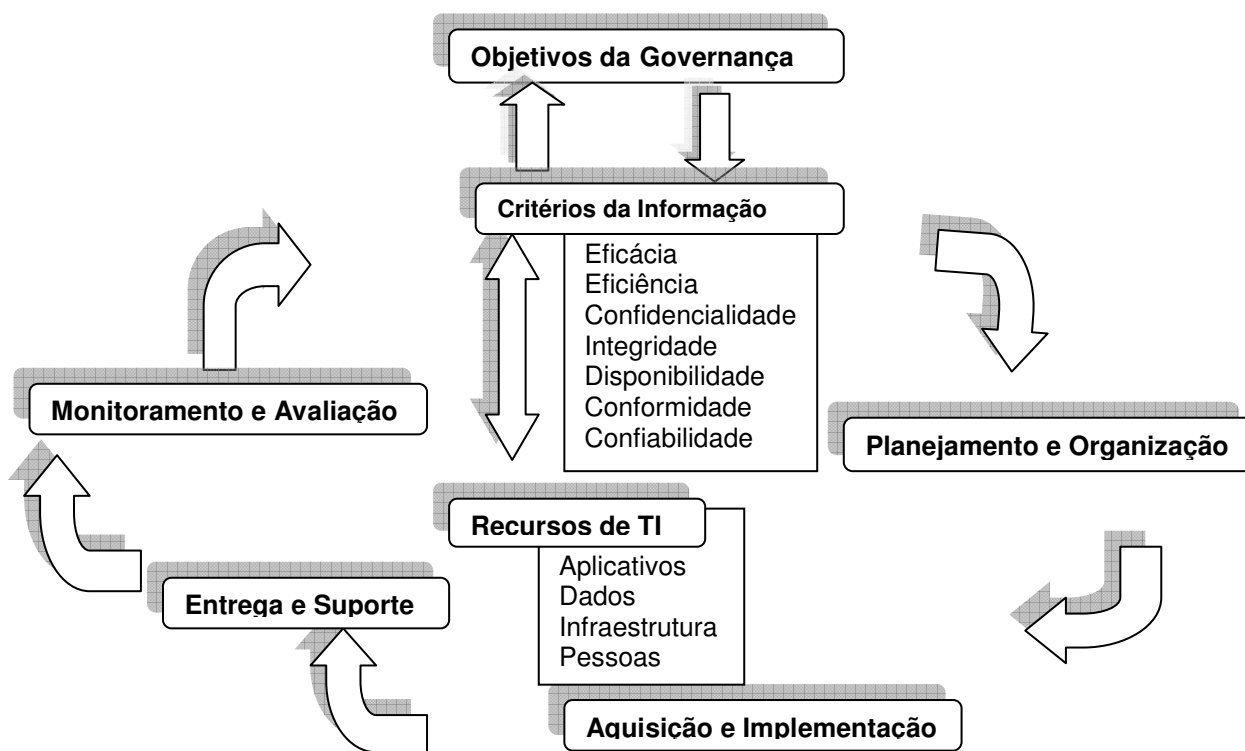 Objetivos da Governança
Critérios da Informação
Eficácia
Eficiência
Confidencialidade
Integridade
Disponibilidade
Conformidade
Confiabilidade
Monitoramento e Avaliação
Planejamento e Organização
Recursos de TI
Aplicativos
Dados
Infraestrutura
Pessoas
Entrega e Suporte
Aquisição e Implementação